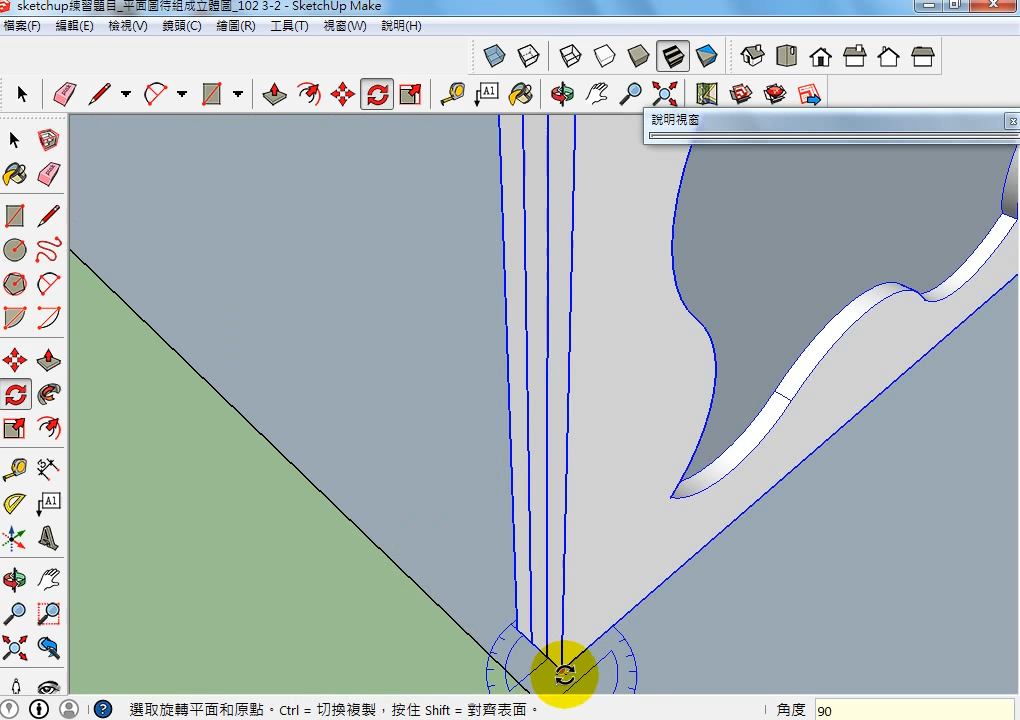 sketchup練習題目_平面圖待組成立體圖_102 3-2 - SketchUp Make
檔案(F) 編輯(E) 檢視(V) 鏡頭(C) 繪圖(R) 工具(T) 視窗(W) 說明(H)
A1
說明視窗
A1
選取旋轉平面和原點。Ctrl = 切換複製，按住 Shift = 對齊表面。 角度 90